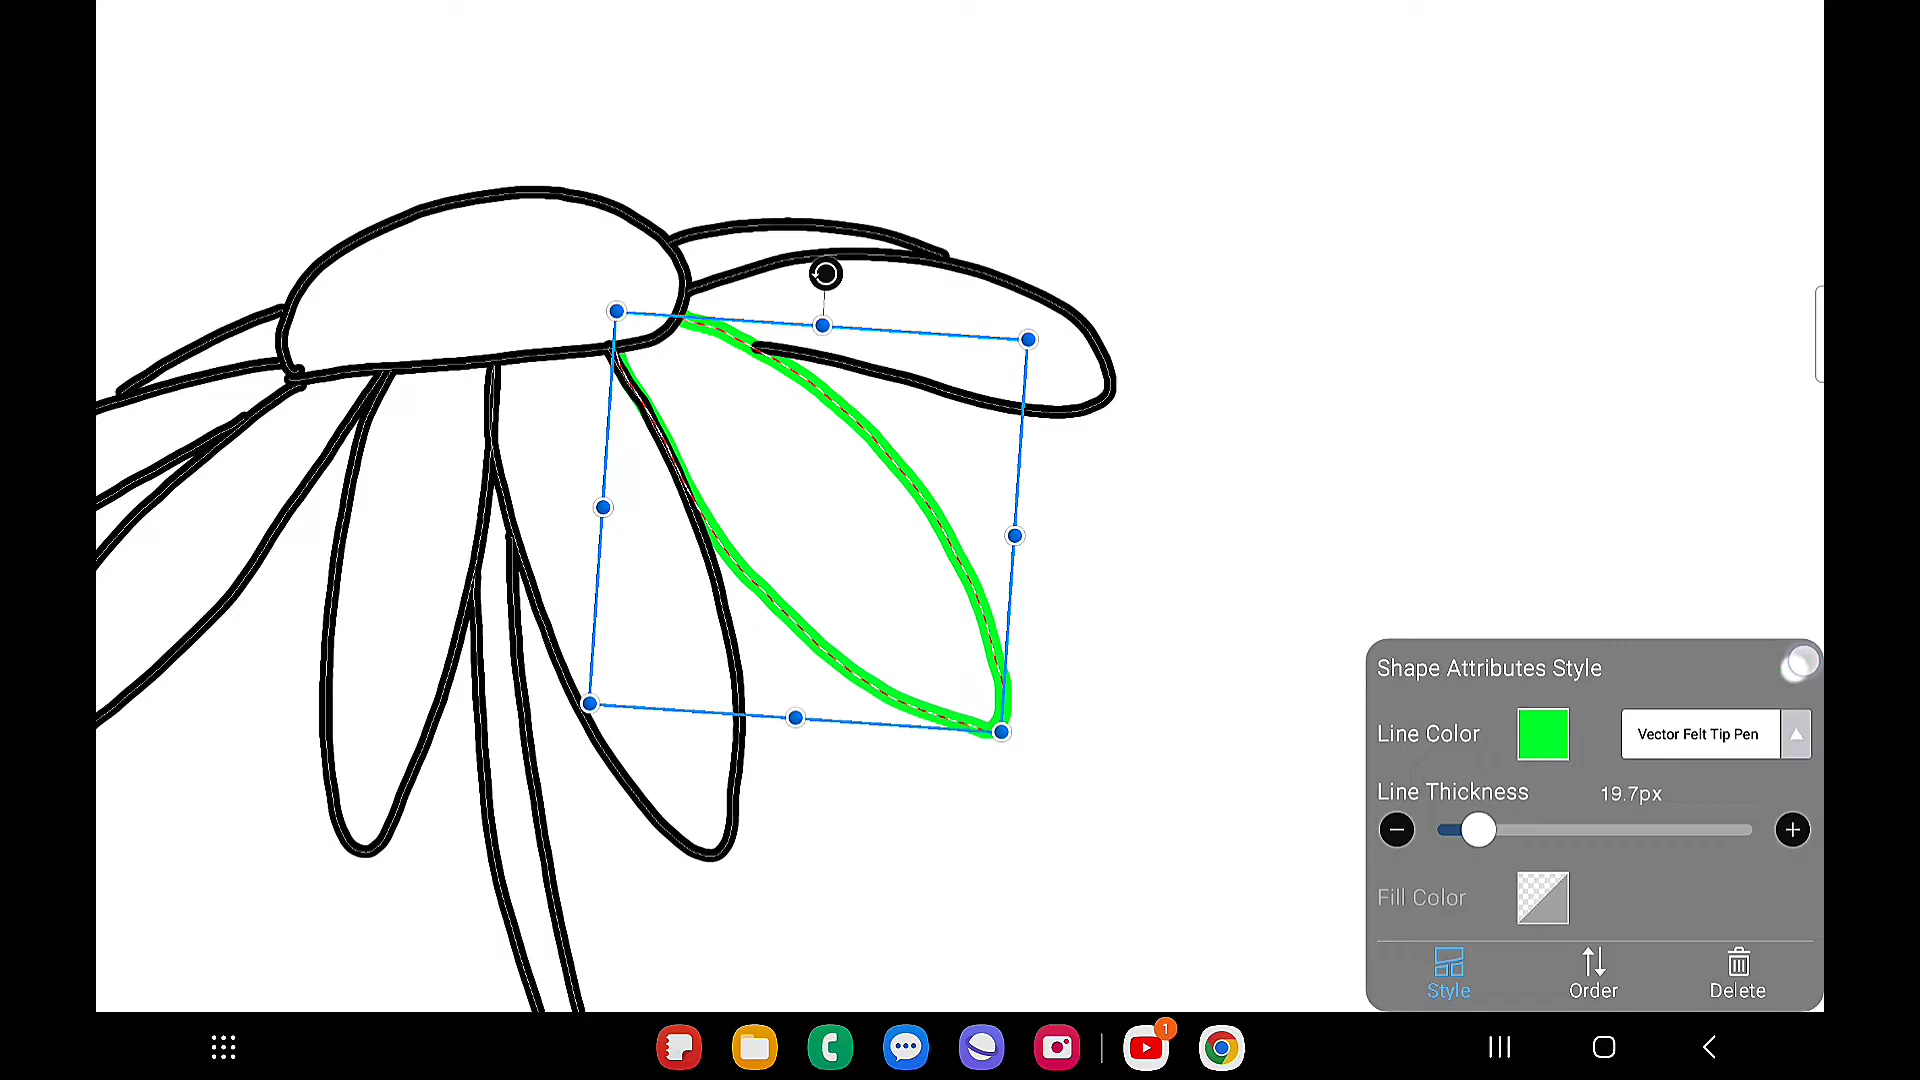 Shape Attributes Style
Line Color
Vector Felt Tip Pen
Line Thickness
19.7px
Fill Color
Style
Order
Delete
1